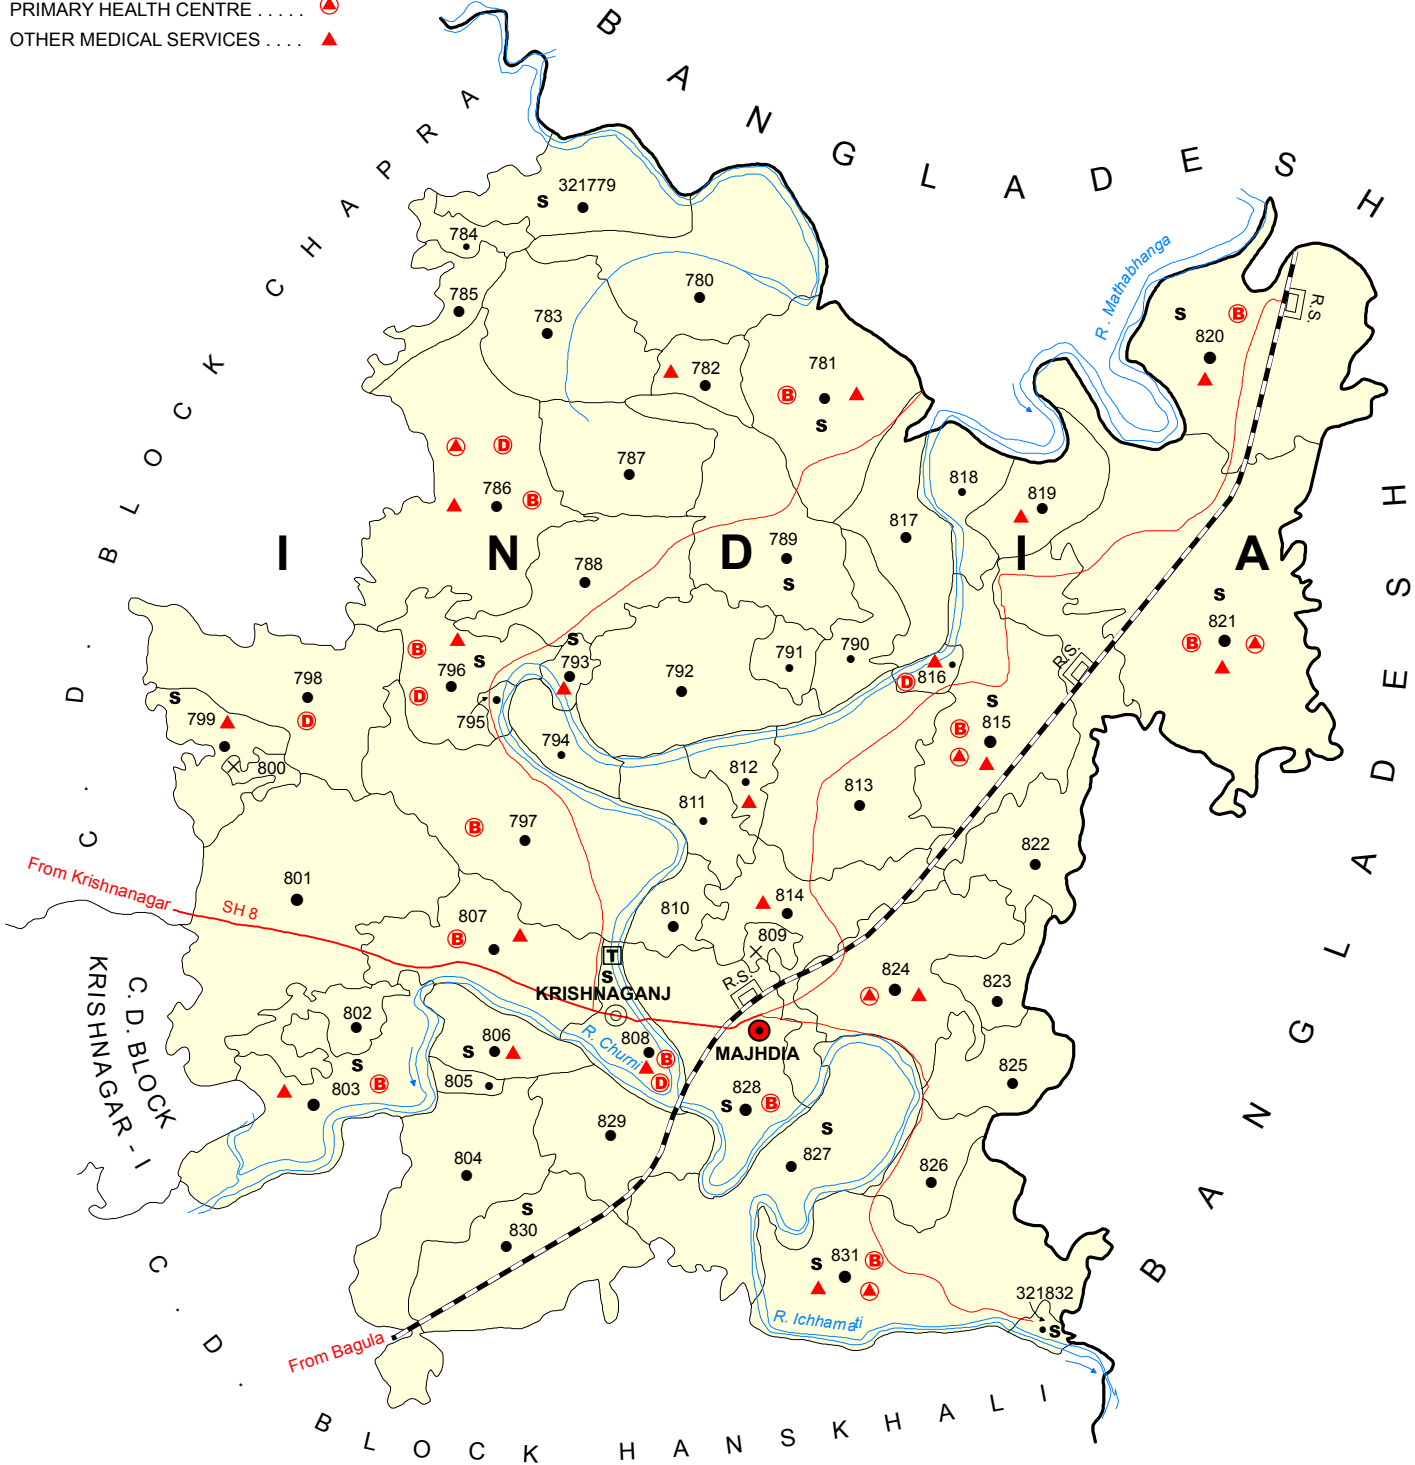 PRIMARY HEALTH CENTRE . . . . .
OTHER MEDICAL SERVICES . . . .
BANGLADESH
C. D. BLOCK CHAPRA
R. Mathabhanga
S 321779
784
785
783
780
782
781
B
S
S
B
820
R.S.
D
786
B
787
818
819
817
INDIA
788
789
S
S
821
B
B
796
S
D
S
793
795
792
791
790
D
816
R.S.
798
D
S
799
800
794
S
B
815
812
811
813
B
797
822
From Krishnanagar
SH 8
801
807
B
810
814
809
T
S
KRISHNAGANJ
R.S.
824
823
C. D. BLOCK
KRISHNAGAR - I
802
S
803
B
S
806
805
R. Churni
808
B
D
MAJHDIA
S
828
B
825
829
S
827
826
804
S
830
S
831
B
321832
S
R. Ichhamati
From Bagula
BANGLADESH
C. D. BLOCK HANSKHALI